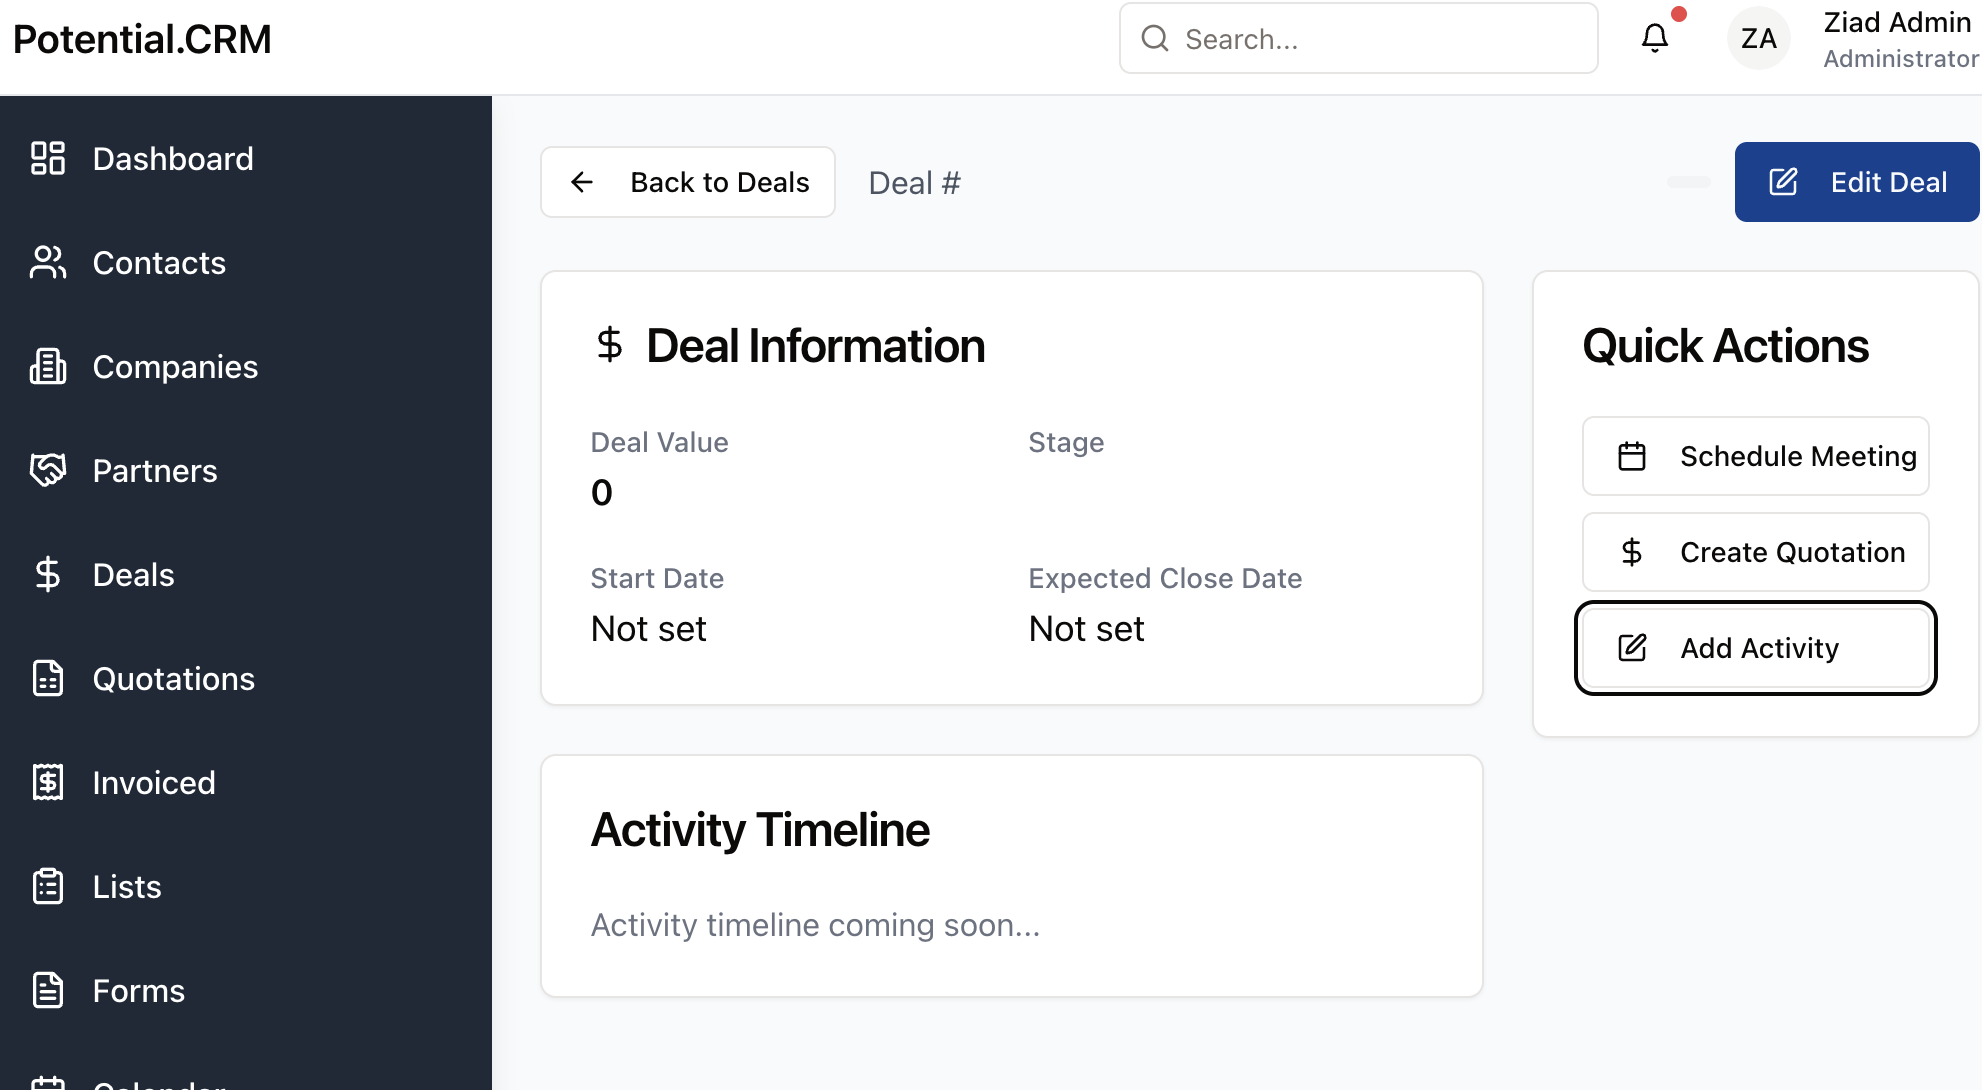 Potential.CRM
Search...
ZA
Ziad Admin
Administrator
Dashboard
Contacts
Companies
Partners
Deals
Quotations
Invoiced
Lists
Forms
Calendar
Back to Deals
Deal #
Edit Deal
Deal Information
Deal Value
0
Stage
Start Date
Not set
Expected Close Date
Not set
Activity Timeline
Activity timeline coming soon...
Quick Actions
Schedule Meeting
Create Quotation
Add Activity